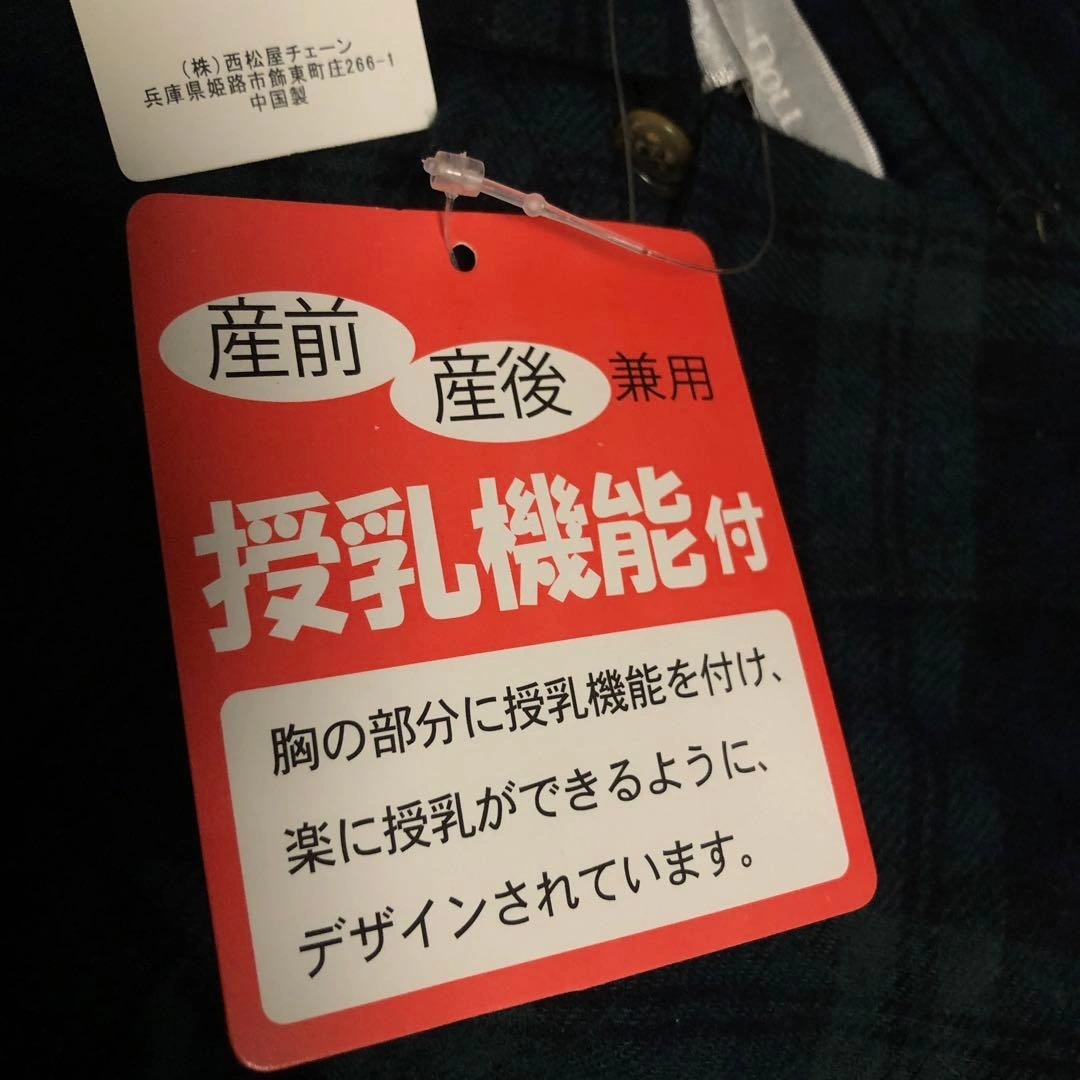 (株)西松屋チェーン
兵庫県姫路市飾東町庄266-1
中国製
産前
産後 兼用
授乳機能付
胸の部分に授乳機能を付け、
楽に授乳ができるように、
デザインされています。